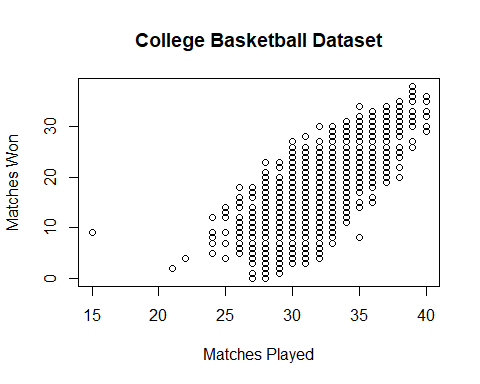 College Basketball Dataset
Matches Won
30
20
10
0
15 20 25 30 35 40
Matches Played